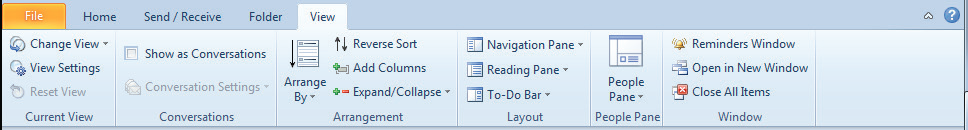 File Home Send / Receive Folder View
Change View
View Settings
Reset View
Current View
Show as Conversations
Conversation Settings
Conversations
Arrange
By
Reverse Sort
Add Columns
Expand/Collapse
Arrangement
Navigation Pane
Reading Pane
To-Do Bar
Layout
People
Pane
People Pane
Reminders Window
Open in New Window
Close All Items
Window